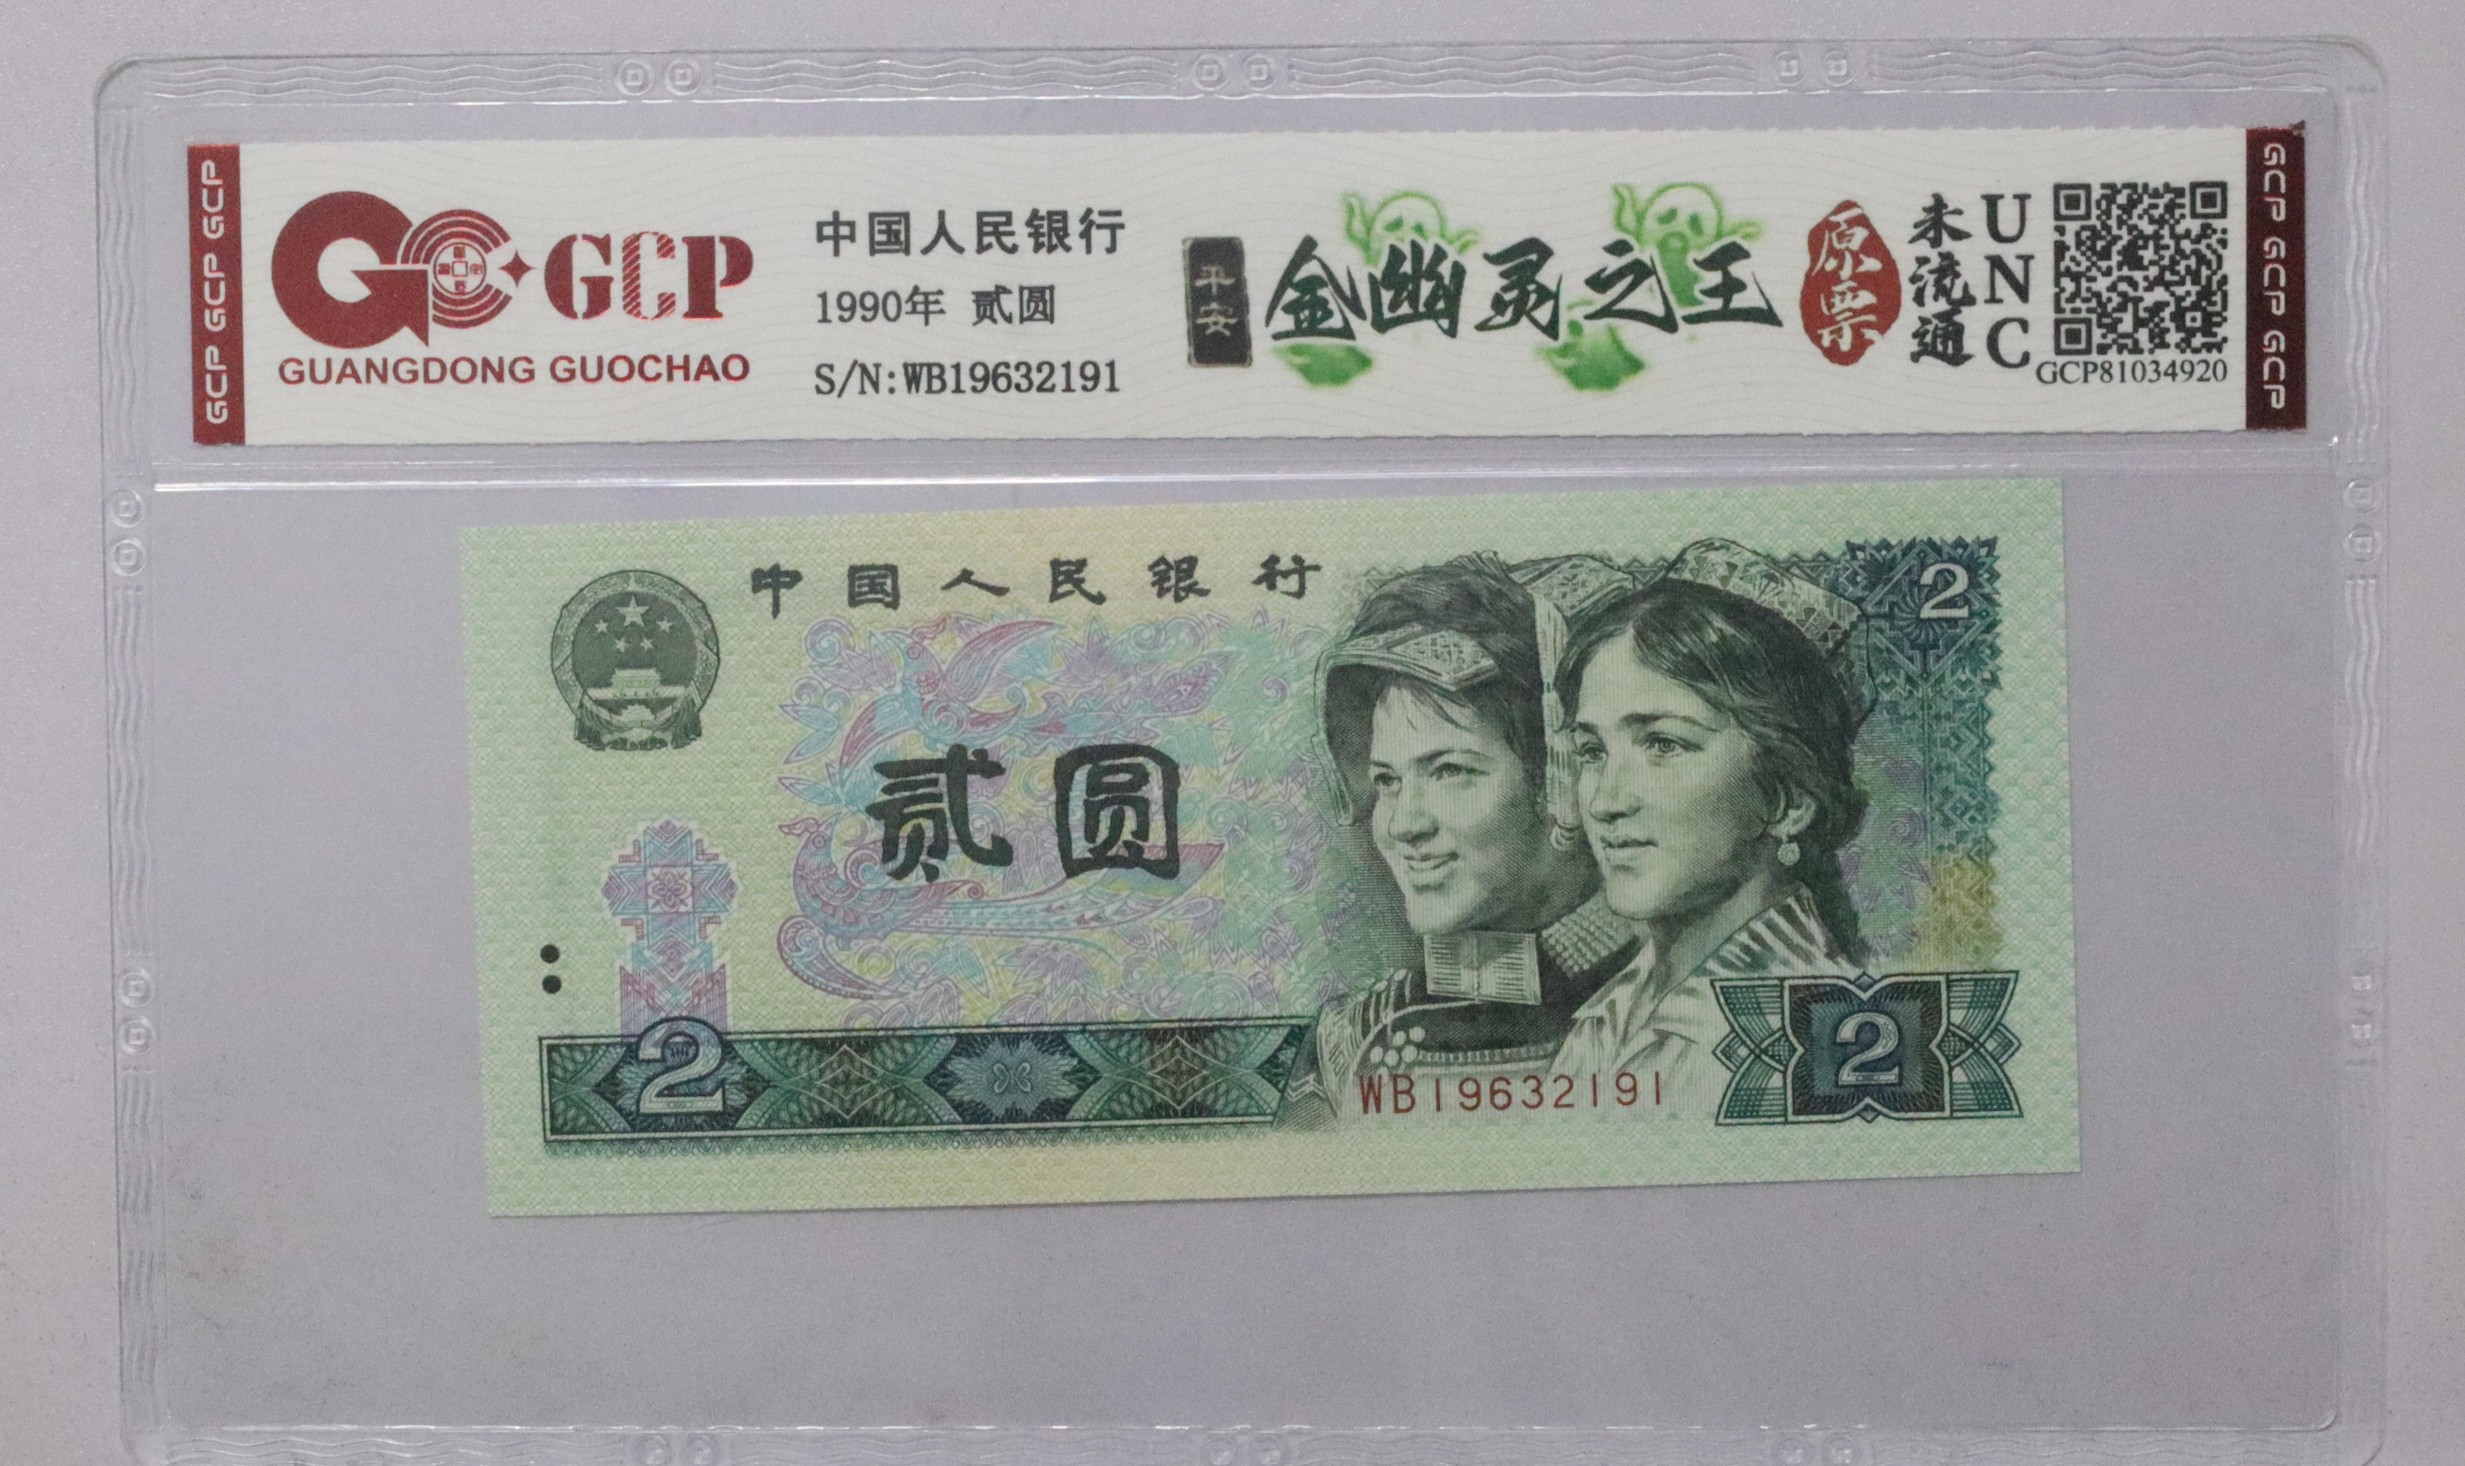 GCP GCP GCP
GCP
GUANGDONG GUOCHAO
中国人民银行
1990年 贰圆
S/N:WB19632191
平安
金幽灵之王
原票
未流通
UNC
GCP81034920
GCP GCP GCP
中国人民银行
2
贰圆
2
WB19632191
2